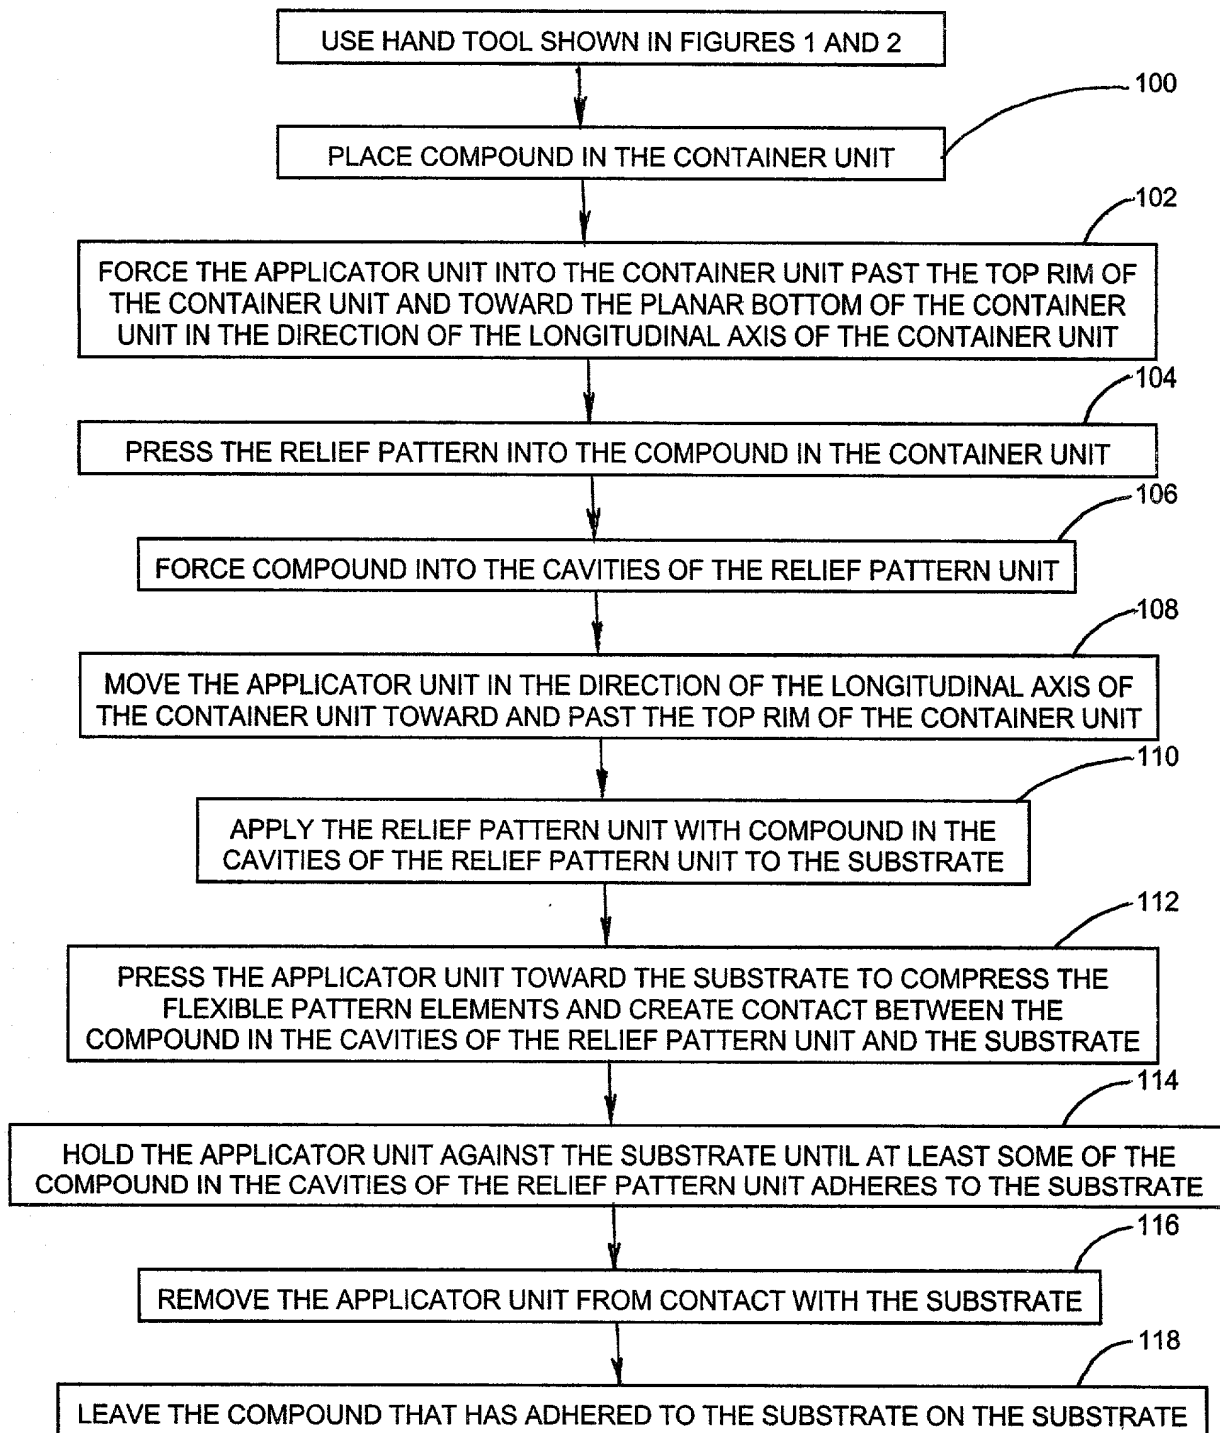 USE HAND TOOL SHOWN IN FIGURES 1 AND 2
100
PLACE COMPOUND IN THE CONTAINER UNIT
102
FORCE THE APPLICATOR UNIT INTO THE CONTAINER UNIT PAST THE TOP RIM OF
THE CONTAINER UNIT AND TOWARD THE PLANAR BOTTOM OF THE CONTAINER
UNIT IN THE DIRECTION OF THE LONGITUDINAL AXIS OF THE CONTAINER UNIT
104
PRESS THE RELIEF PATTERN INTO THE COMPOUND IN THE CONTAINER UNIT
106
FORCE COMPOUND INTO THE CAVITIES OF THE RELIEF PATTERN UNIT
108
MOVE THE APPLICATOR UNIT IN THE DIRECTION OF THE LONGITUDINAL AXIS OF
THE CONTAINER UNIT TOWARD AND PAST THE TOP RIM OF THE CONTAINER UNIT
110
APPLY THE RELIEF PATTERN UNIT WITH COMPOUND IN THE
CAVITIES OF THE RELIEF PATTERN UNIT TO THE SUBSTRATE
112
PRESS THE APPLICATOR UNIT TOWARD THE SUBSTRATE TO COMPRESS THE
FLEXIBLE PATTERN ELEMENTS AND CREATE CONTACT BETWEEN THE
COMPOUND IN THE CAVITIES OF THE RELIEF PATTERN UNIT AND THE SUBSTRATE
114
HOLD THE APPLICATOR UNIT AGAINST THE SUBSTRATE UNTIL AT LEAST SOME OF THE
COMPOUND IN THE CAVITIES OF THE RELIEF PATTERN UNIT ADHERES TO THE SUBSTRATE
116
REMOVE THE APPLICATOR UNIT FROM CONTACT WITH THE SUBSTRATE
118
LEAVE THE COMPOUND THAT HAS ADHERED TO THE SUBSTRATE ON THE SUBSTRATE